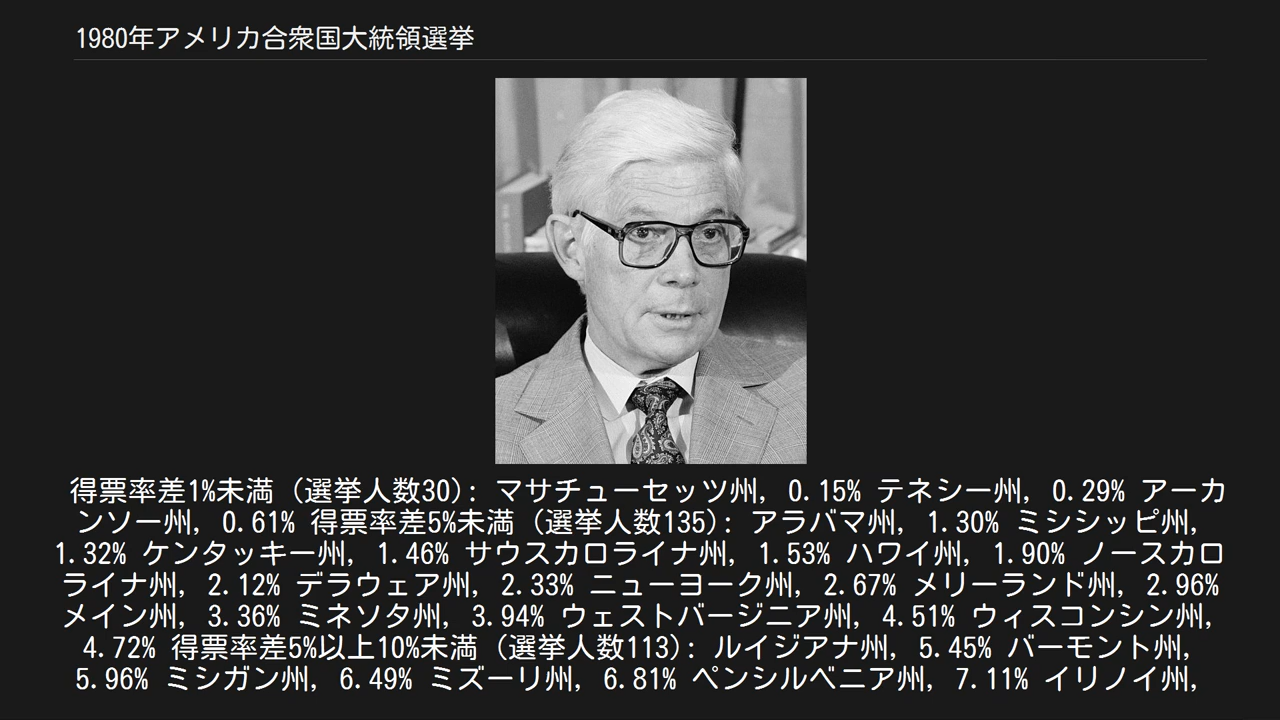 1980年アメリカ合衆国大統領選挙
得票率差1%未満 (選挙人数30): マサチューセッツ州, 0.15% テネシー州, 0.29% アーカ
ンソー州, 0.61% 得票率差5%未満 (選挙人数135): アラバマ州, 1.30% ミシシッピ州,
1.32% ケンタッキー州, 1.46% サウスカロライナ州, 1.53% ハワイ州, 1.90% ノースカロ
ライナ州, 2.12% デラウェア州, 2.33% ニューヨーク州, 2.67% メリーランド州, 2.96%
メイン州, 3.36% ミネソタ州, 3.94% ウェストバージニア州, 4.51% ウィスコンシン州,
4.72% 得票率差5%以上10%未満 (選挙人数113): ルイジアナ州, 5.45% バーモント州,
5.96% ミシガン州, 6.49% ミズーリ州, 6.81% ペンシルベニア州, 7.11% イリノイ州,